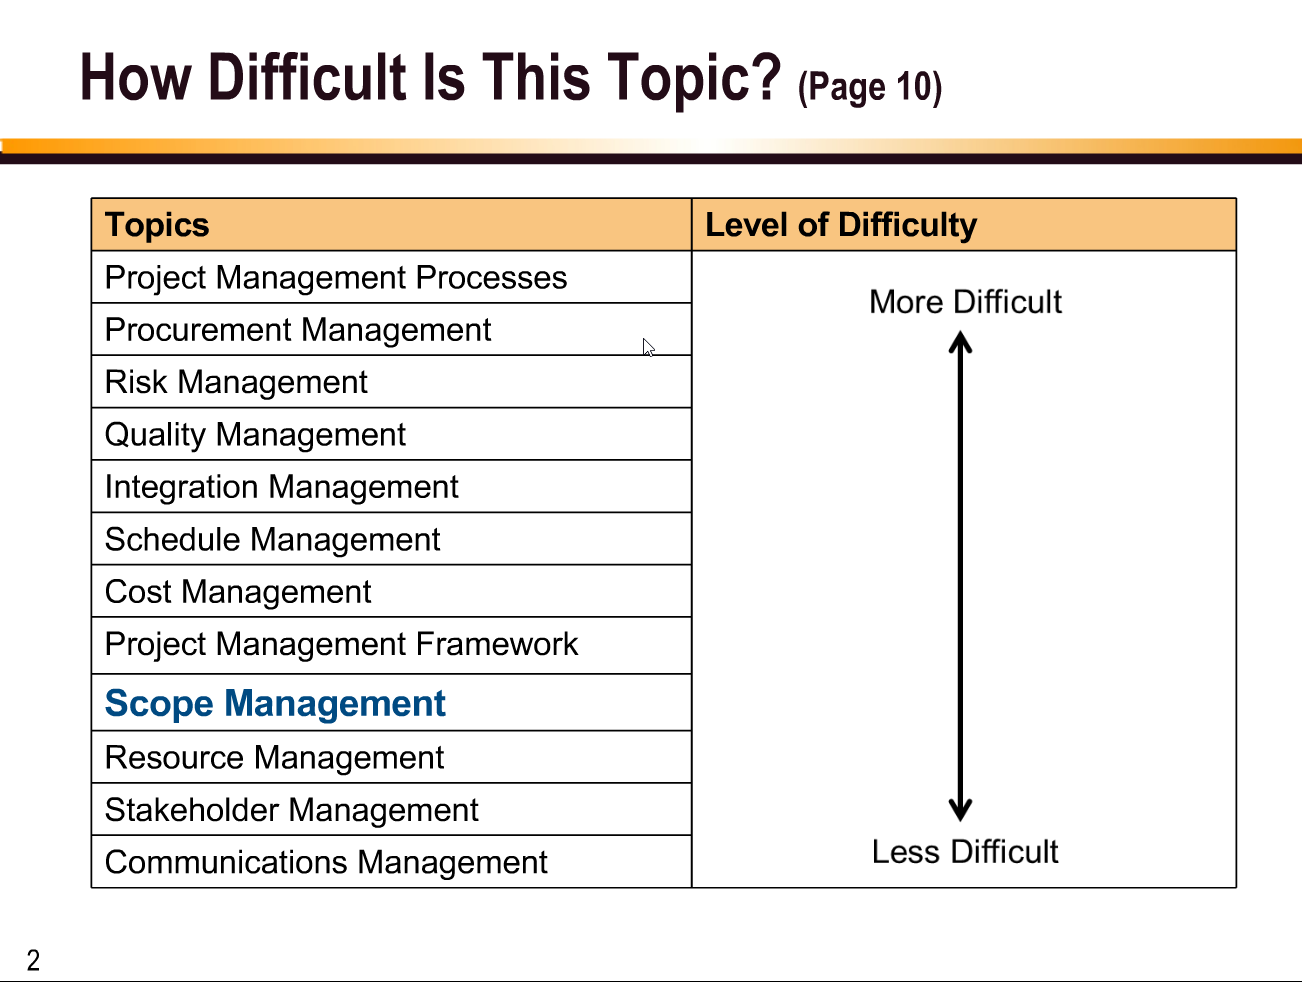 How Difficult Is This Topic? (Page 10)
Topics
Level of Difficulty
Project Management Processes
Procurement Management
Risk Management
Quality Management
Integration Management
Schedule Management
Cost Management
Project Management Framework
Scope Management
Resource Management
Stakeholder Management
Communications Management
More Difficult
Less Difficult
2